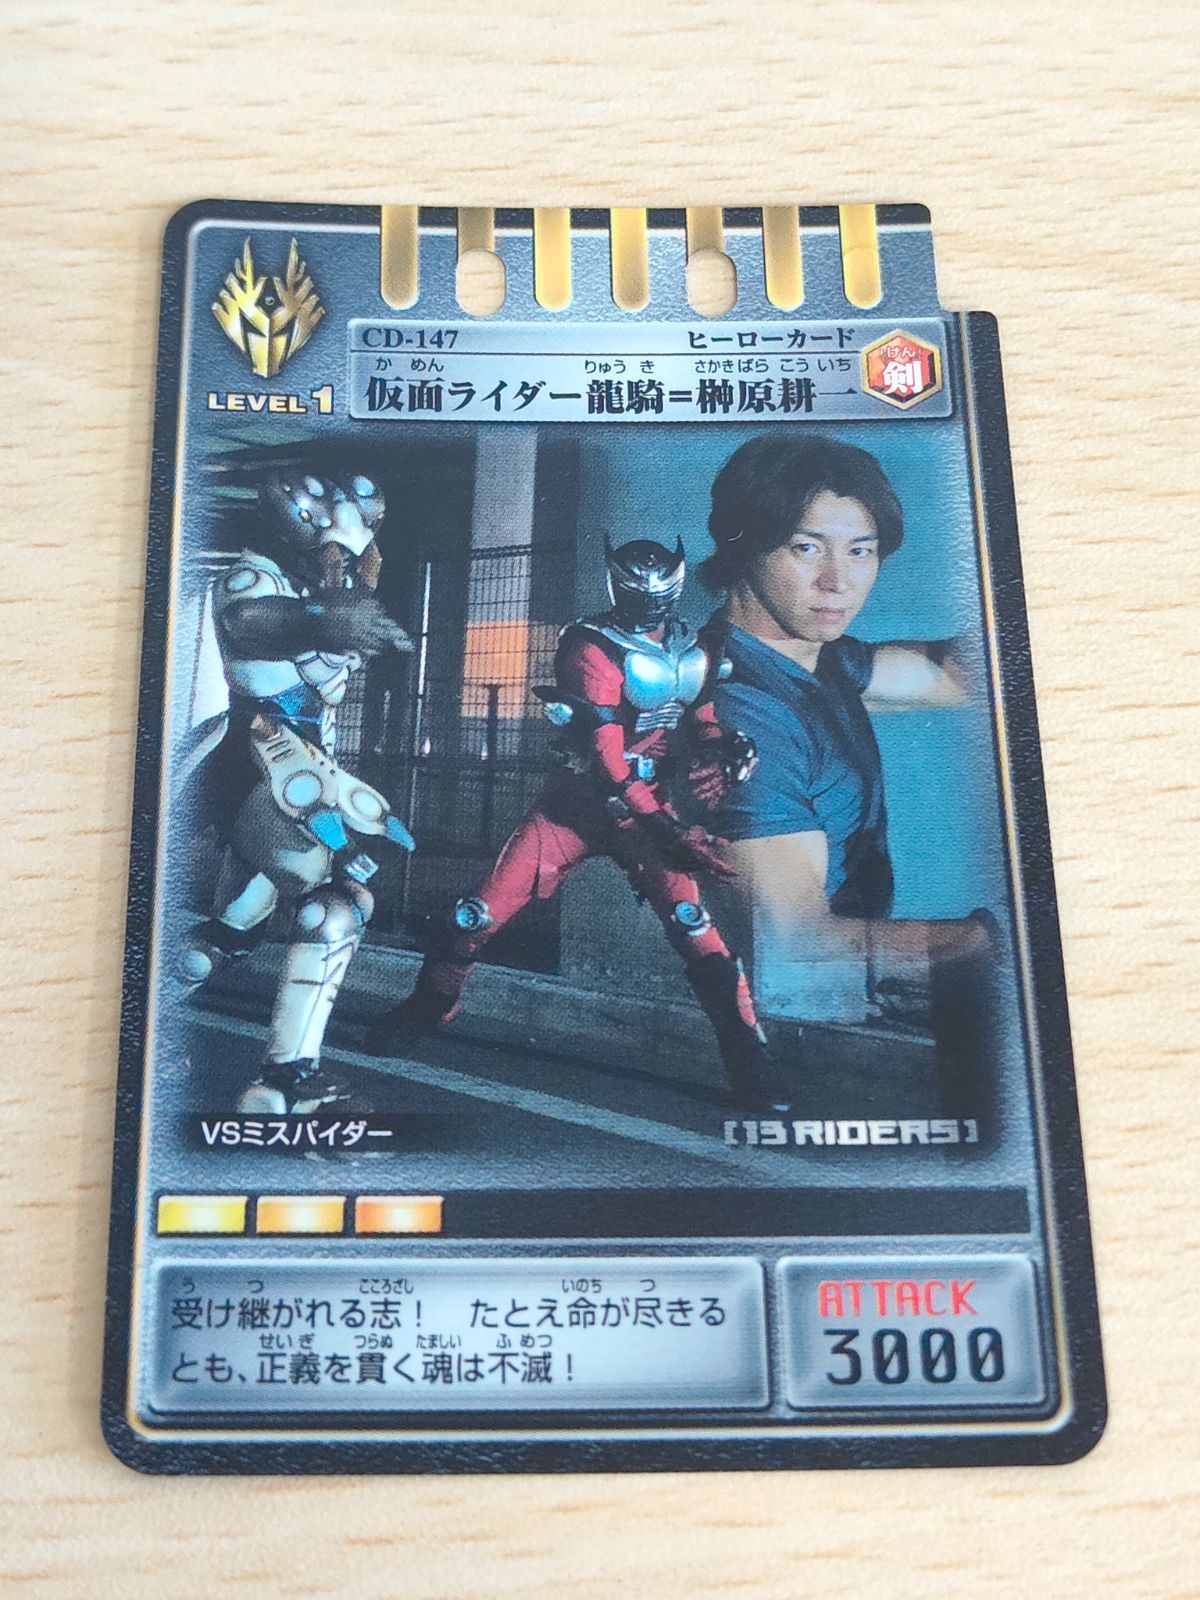 LEVEL 1
CD-147 ヒーローカード
か めん りゅう き さかきばら こう いち
仮面ライダー龍騎=榊原耕一
けん
剣
VSミスパイダー
[13 RIDERS]
う つ こころざし いのち つ
受け継がれる志！ たとえ命が尽きる
せいぎ つらぬ たましい ふ めつ
とも、正義を貫く魂は不滅！
ATTACK
3000